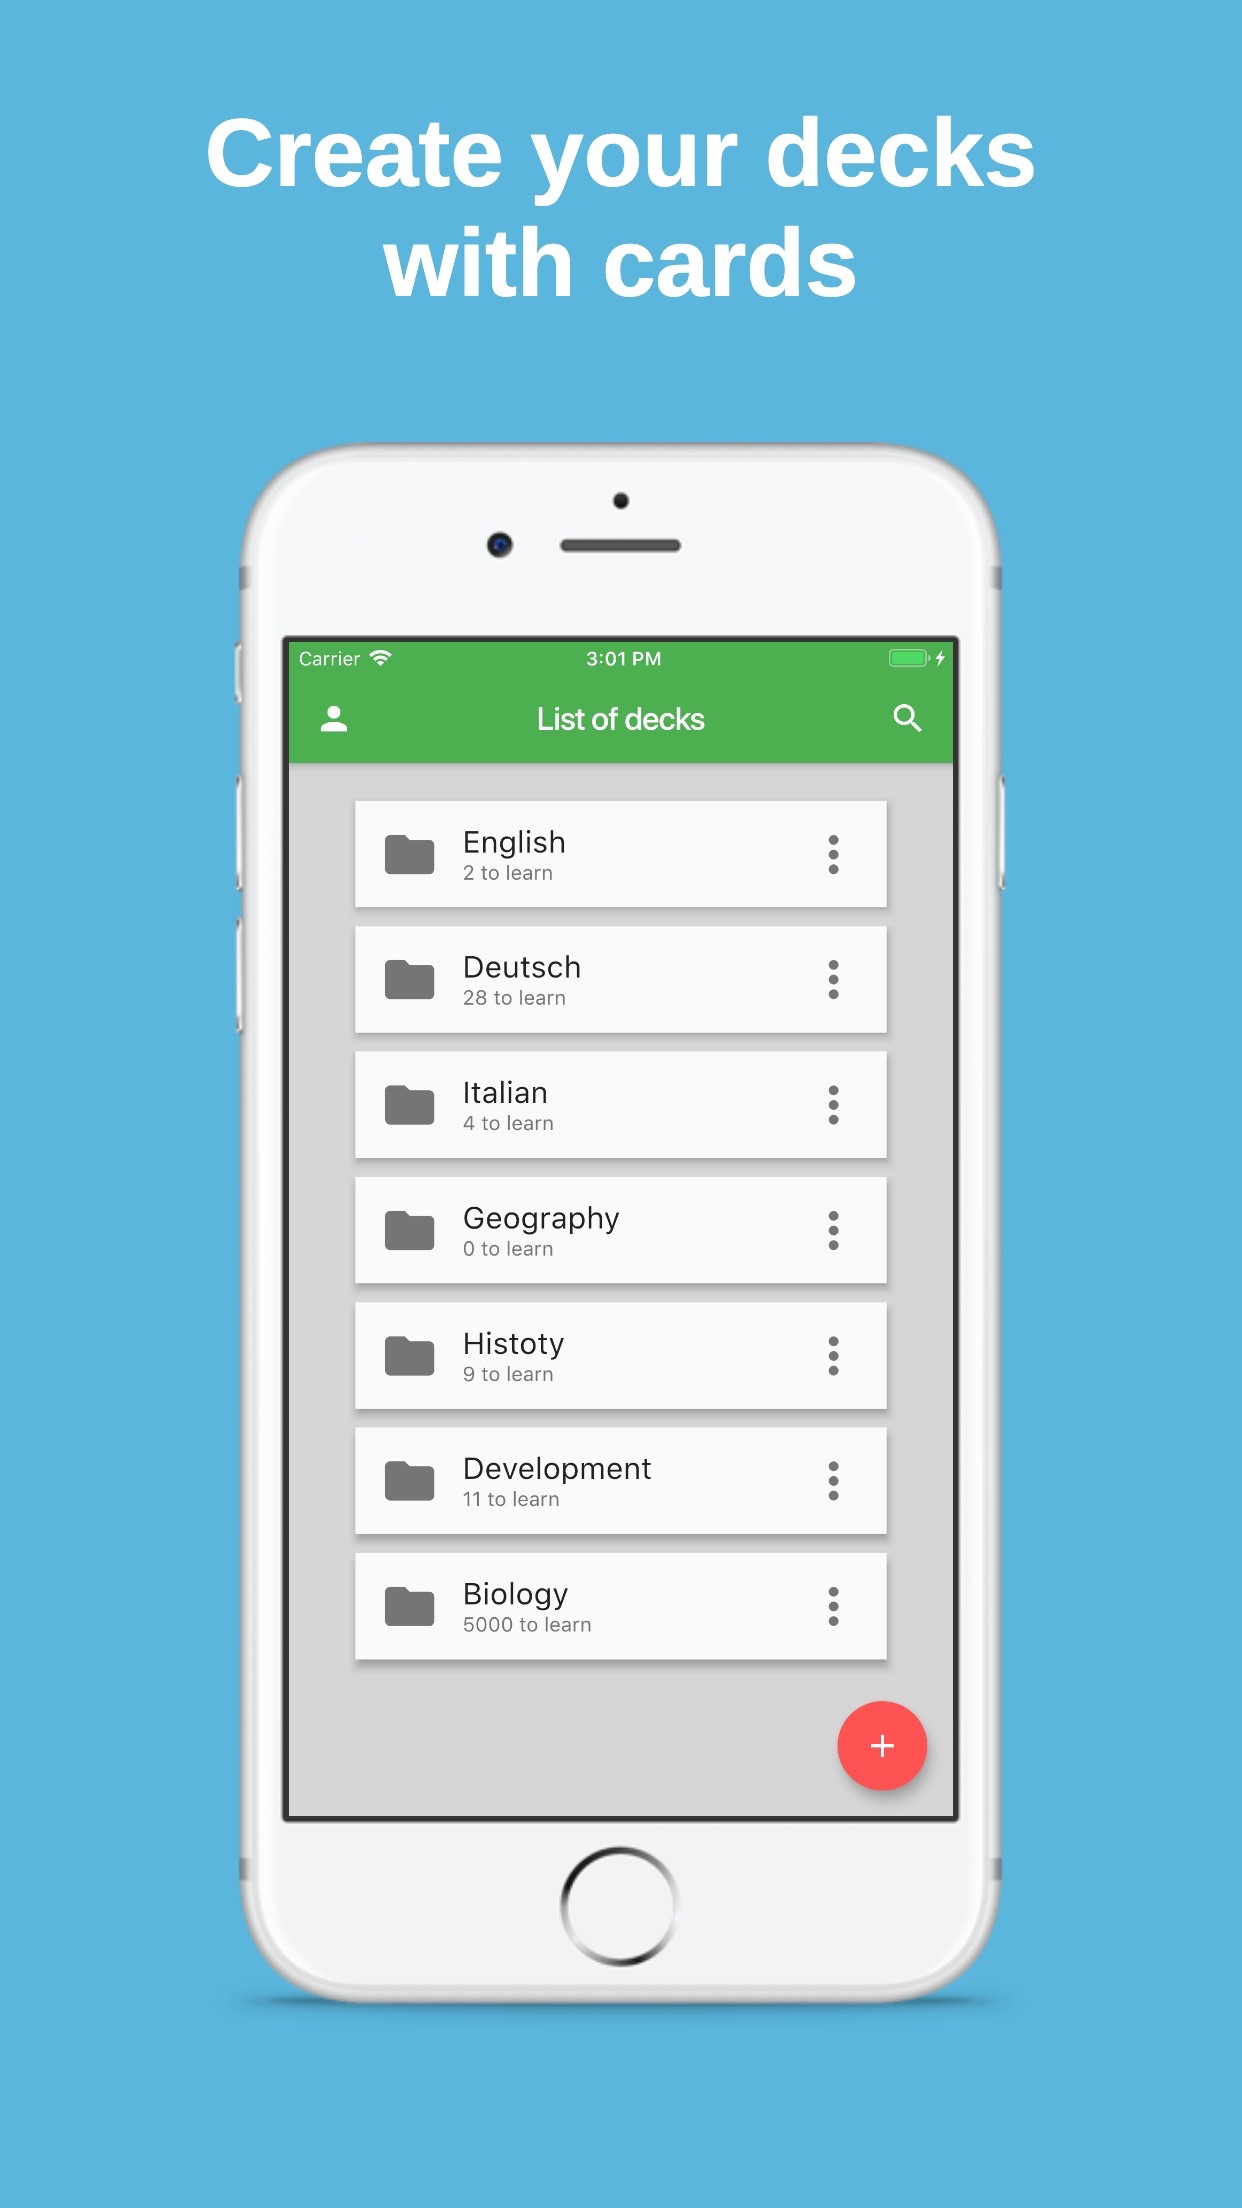 Create your decks
with cards
Carrier
3:01 PM
List of decks
English
2 to learn
Deutsch
28 to learn
Italian
4 to learn
Geography
0 to learn
Histoty
9 to learn
Development
11 to learn
Biology
5000 to learn
+